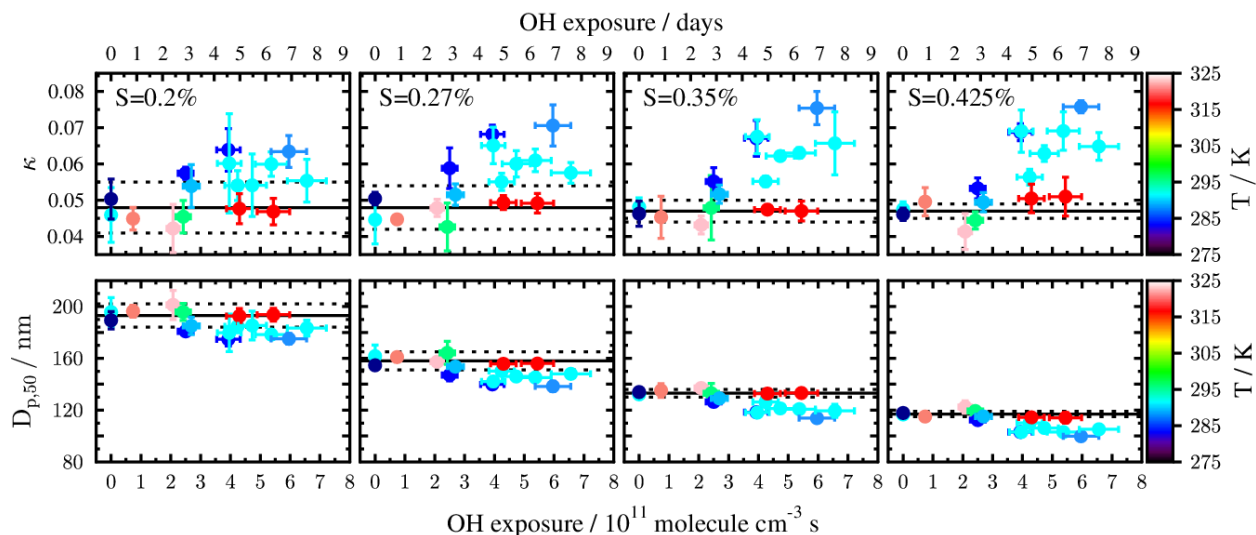 OH exposure / days
0 1 2 3 4 5 6 7 8 9 0 1 2 3 4 5 6 7 8 9 0 1 2 3 4 5 6 7 8 9 0 1 2 3 4 5 6 7 8 9
S=0.2% S=0.27% S=0.35% S=0.425%
κ
0.08
0.07
0.06
0.05
0.04
325
315
305
295
285
275
T / K
D_{p,50} / nm
200
160
120
80
325
315
305
295
285
275
T / K
0 1 2 3 4 5 6 7 8 0 1 2 3 4 5 6 7 8 0 1 2 3 4 5 6 7 8 0 1 2 3 4 5 6 7 8
OH exposure / 10^{11} molecule cm^{-3} s